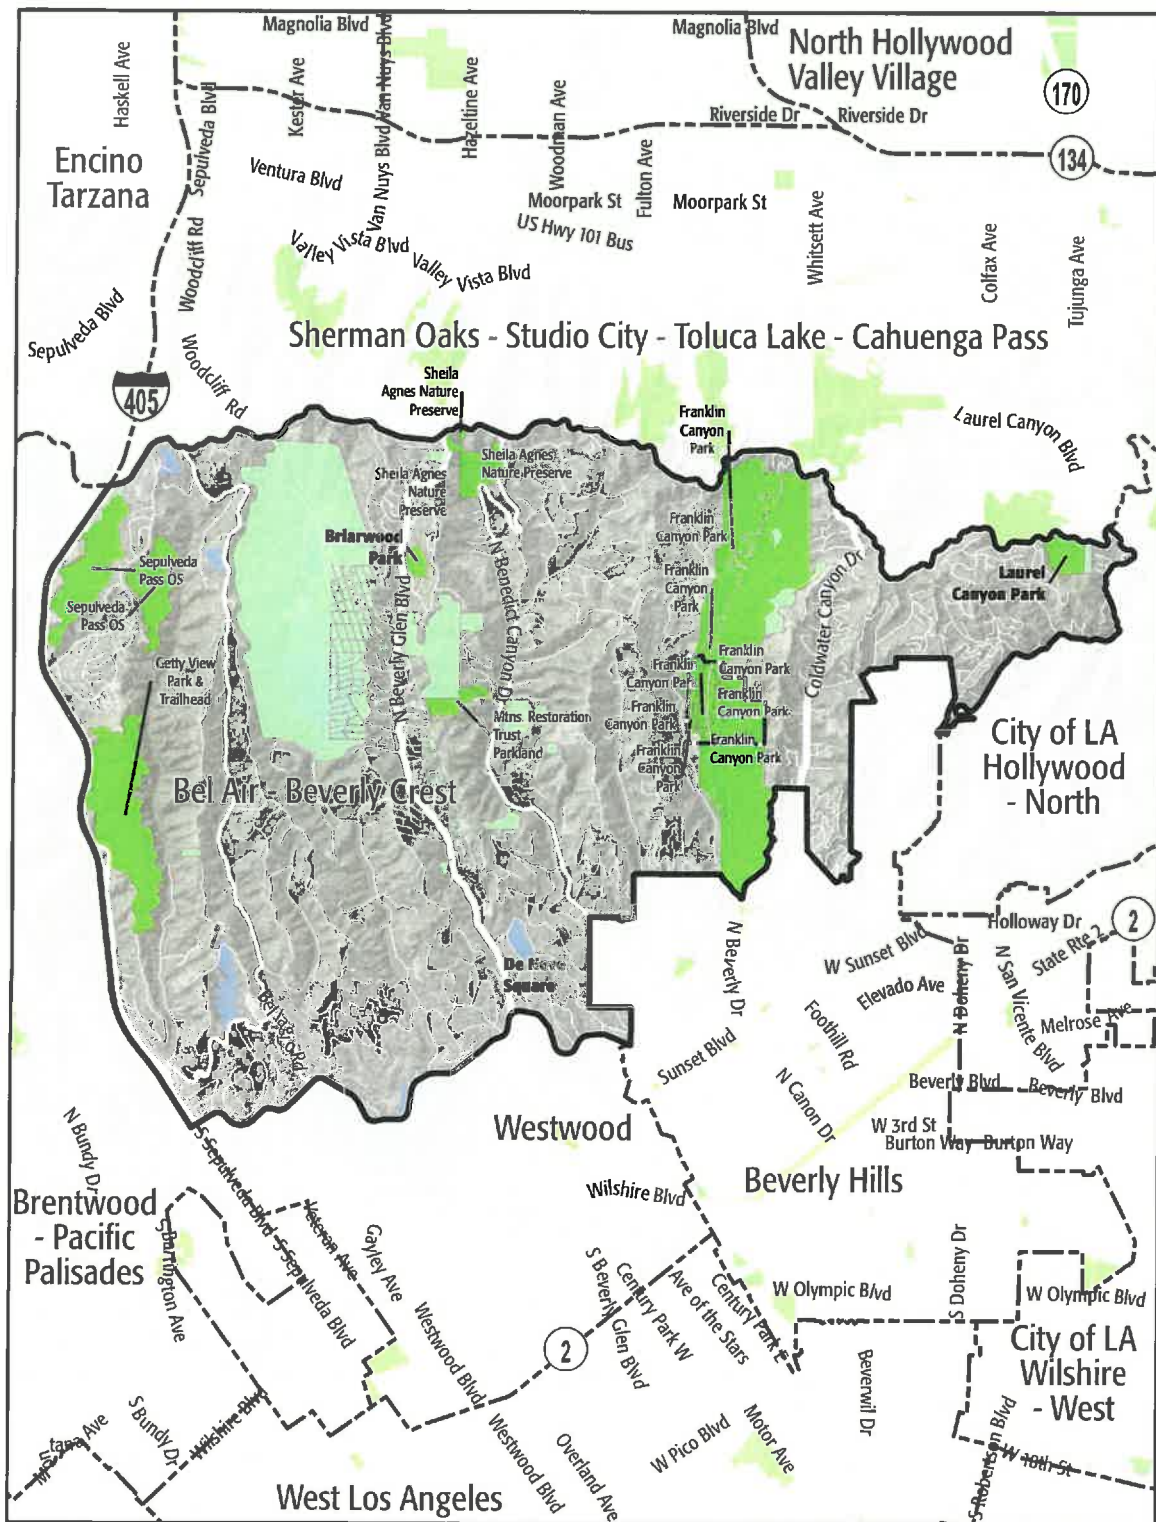 Magnolia Blvd
Magnolia Blvd
North Hollywood
Valley Village
170
Haskell Ave
Sepulveda Blvd
Kester Ave
Van Nuys Blvd
Van Nuys Blvd
Hazeltine Ave
Woodman Ave
Riverside Dr
Riverside Dr
134
Encino
Tarzana
Ventura Blvd
Fulton Ave
Moorpark St
Moorpark St
US Hwy 101 Bus
Whitsett Ave
Colfax Ave
Tujunga Ave
Woodcliff Rd
Valley
Vista Blvd
Valley
Vista Blvd
Sepulveda Blvd
Sherman Oaks - Studio City - Toluca Lake - Cahuenga Pass
Woodcliff Rd
405
Sheila
Agnes Nature
Preserve
Franklin
Canyon
Park
Laurel Canyon Blvd
Sheila Agnes
Nature
Preserve
Sheila Agnes
Nature Preserve
Briarwood
Park
Franklin
Canyon Park
Sepulveda
Pass OS
Sepulveda
Pass OS
N Beverly Glen Blvd
N Benedict Canyon Dr
Franklin
Canyon
Park
Coldwater Canyon Dr
Laurel
Canyon Park
Getty View
Park &
Trailhead
Franklin
Canyon Park
Franklin
Canyon Park
Franklin
Canyon Park
Mtns. Restoration
Trust
Parkland
Franklin
Canyon Park
Franklin
Canyon Park
Franklin
Canyon
Park
City of LA
Hollywood
- North
Bel Air - Beverly Crest
Holloway Dr
2
N Beverly Dr
W Sunset Blvd
N Doheny Dr
N San Vicente Blvd
State Rte 2
De Neve
Square
Elevado Ave
Foothill Rd
Melrose Ave
Bellagio Rd
Sunset Blvd
N Canon Dr
Beverly Blvd
Beverly Blvd
N Bundy Dr
Westwood
W 3rd St
Burton Way
Burton Way
S Sepulveda Blvd
Wilshire Blvd
Beverly Hills
Brentwood
- Pacific
Palisades
S Barrington Ave
S Sepulveda Blvd
Veteran Ave
Gayley Ave
S Beverly Glen Blvd
Century Park W
Ave of the Stars
Century Park E
S Doheny Dr
W Olympic Blvd
W Olympic Blvd
Westwood Blvd
2
City of LA
Wilshire
- West
Beverwil Dr
S Bundy Dr
Wilshire Blvd
Westwood Blvd
Overland Ave
W Pico Blvd
Motor Ave
S Robertson Blvd
W 18th St
Montana Ave
West Los Angeles